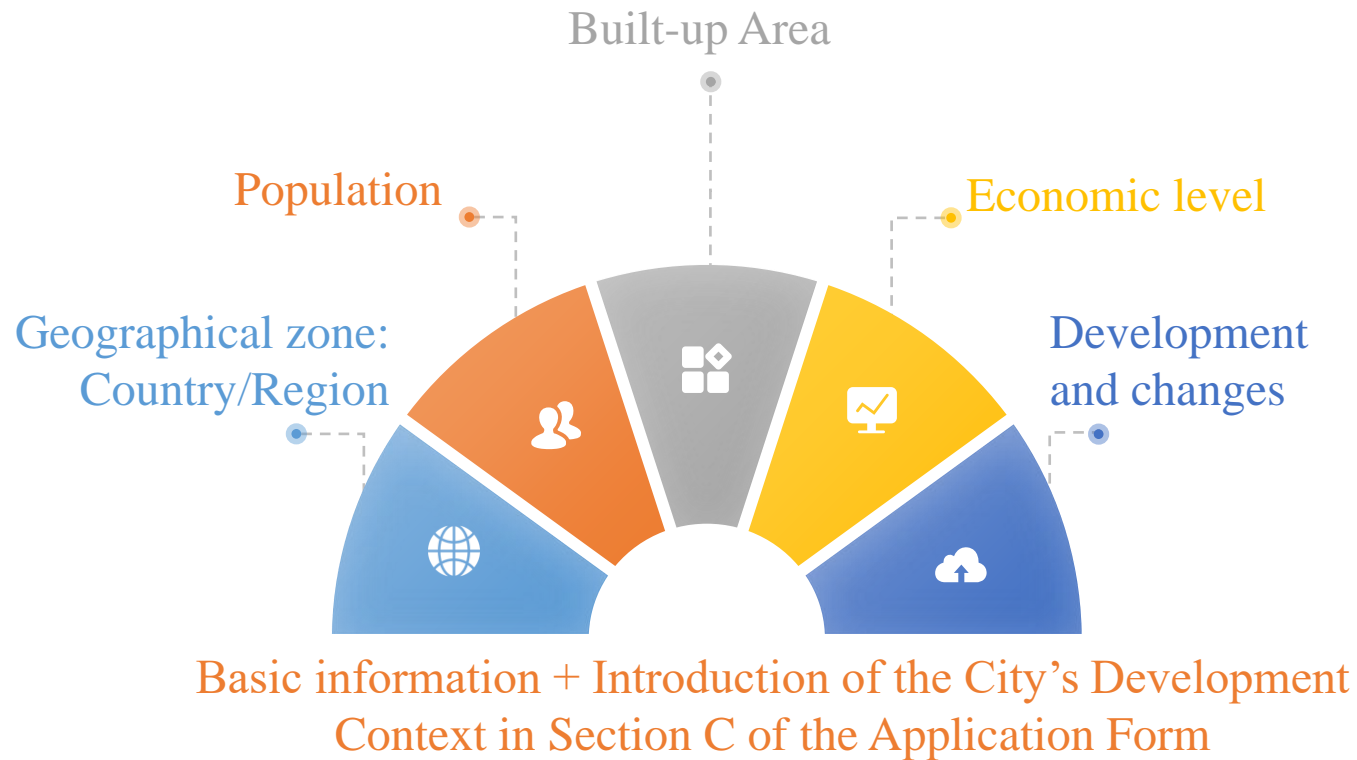 Built-up Area
Population
Economic level
Geographical zone:
Country/Region
Development
and changes
Basic information + Introduction of the City’s Development
Context in Section C of the Application Form